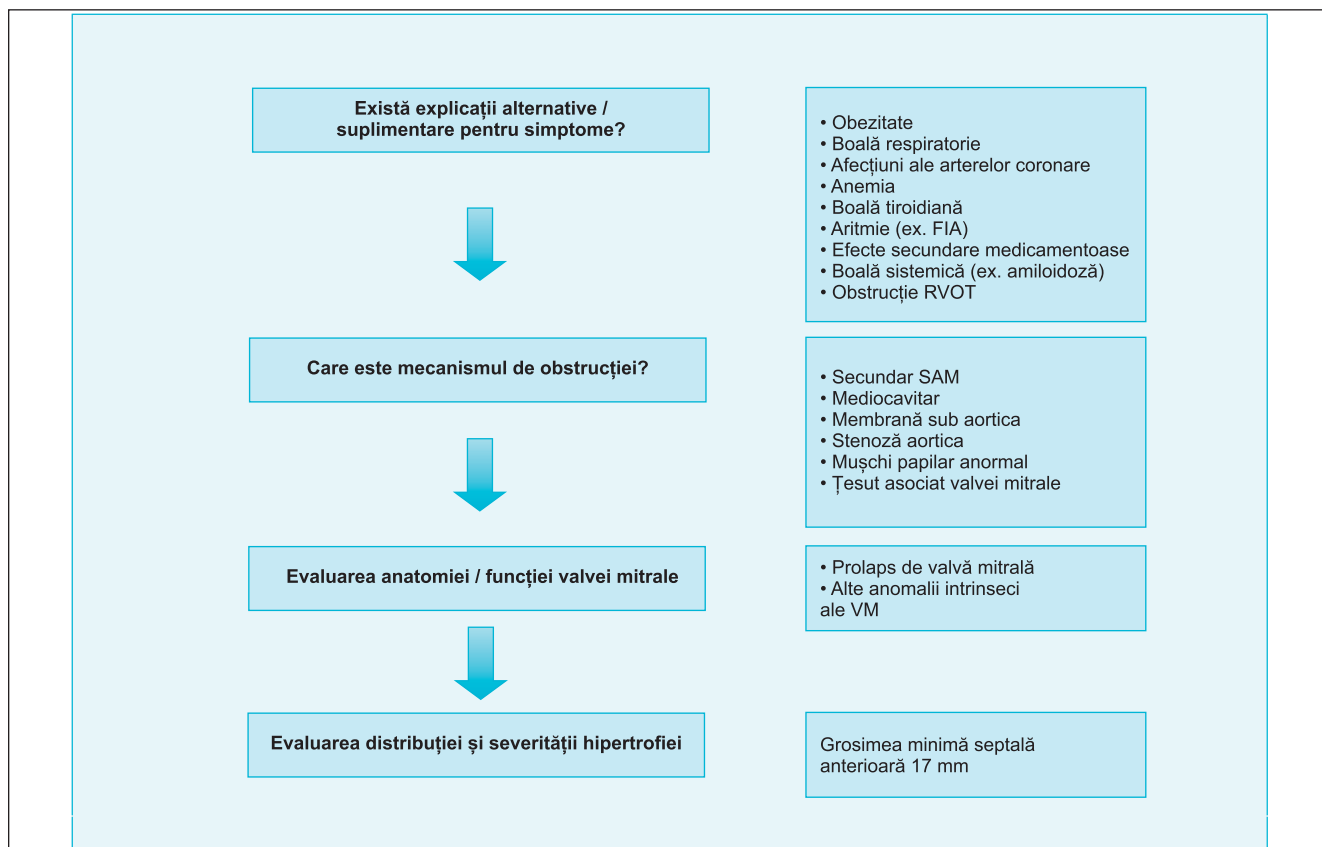 Există explicații alternative /
suplimentare pentru simptome?
• Obezitate
• Boală respiratorie
• Afecțiuni ale arterelor coronare
• Anemia
• Boală tiroidiană
• Aritmie (ex. FIA)
• Efecte secundare medicamentoase
• Boală sistemică (ex. amiloidoză)
• Obstrucție RVOT
Care este mecanismul de obstrucției?
• Secundar SAM
• Mediocavitar
• Membrană sub aortica
• Stenoză aortica
• Mușchi papilar anormal
• Țesut asociat valvei mitrale
Evaluarea anatomiei / funcției valvei mitrale
• Prolaps de valvă mitrală
• Alte anomalii intrinseci
ale VM
Evaluarea distribuției și severității hipertrofiei
Grosimea minimă septală
anterioară 17 mm